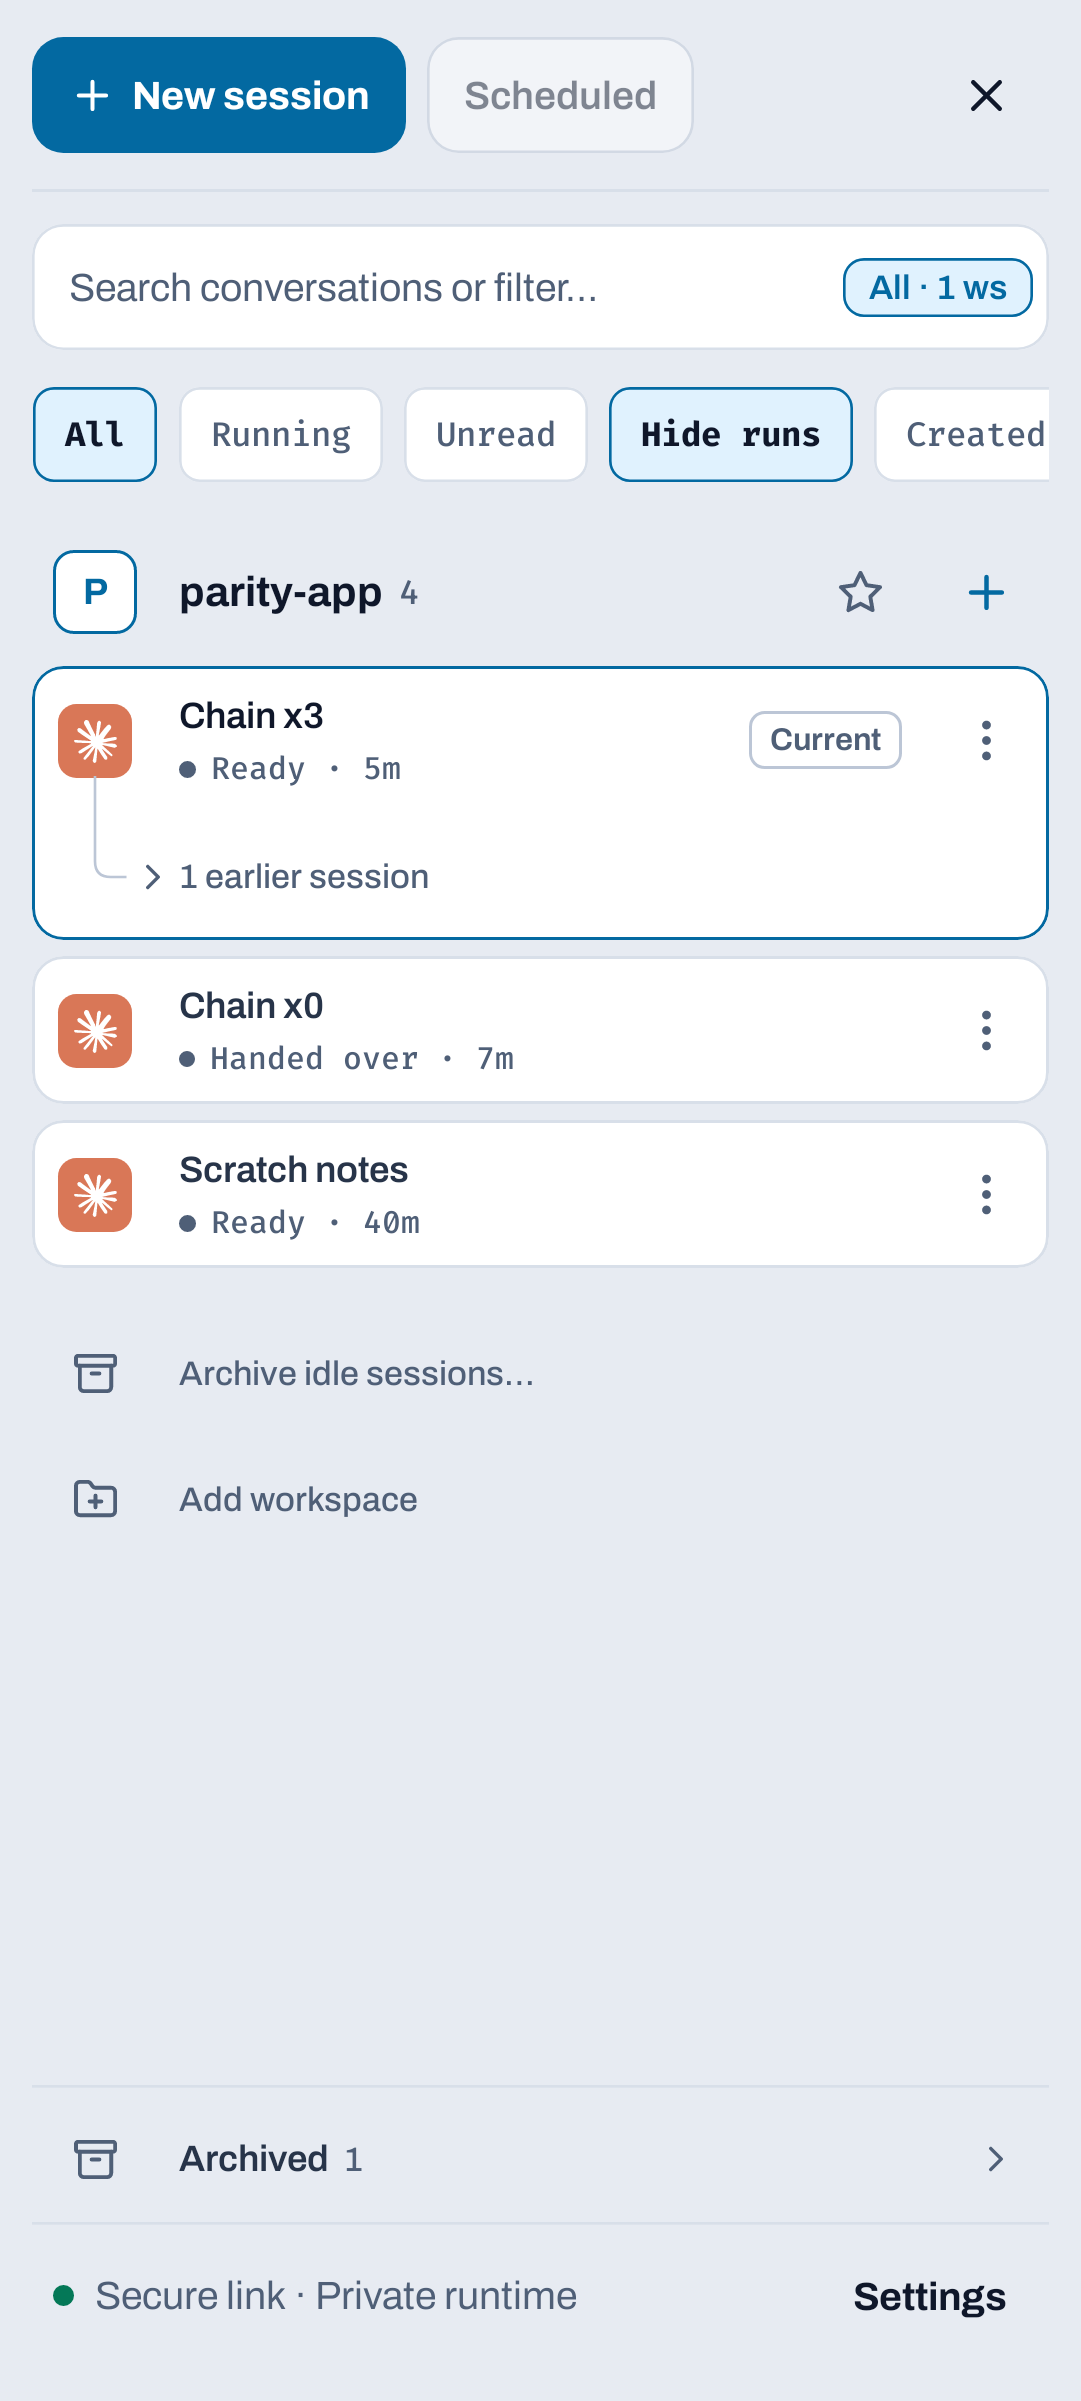 New session
Scheduled
Search conversations or filter...
All · 1 ws
All
Running
Unread
Hide runs
Created
P
parity-app 4
Chain x3
Ready · 5m
Current
1 earlier session
Chain x0
Handed over · 7m
Scratch notes
Ready · 40m
Archive idle sessions...
Add workspace
Archived 1
Secure link · Private runtime
Settings